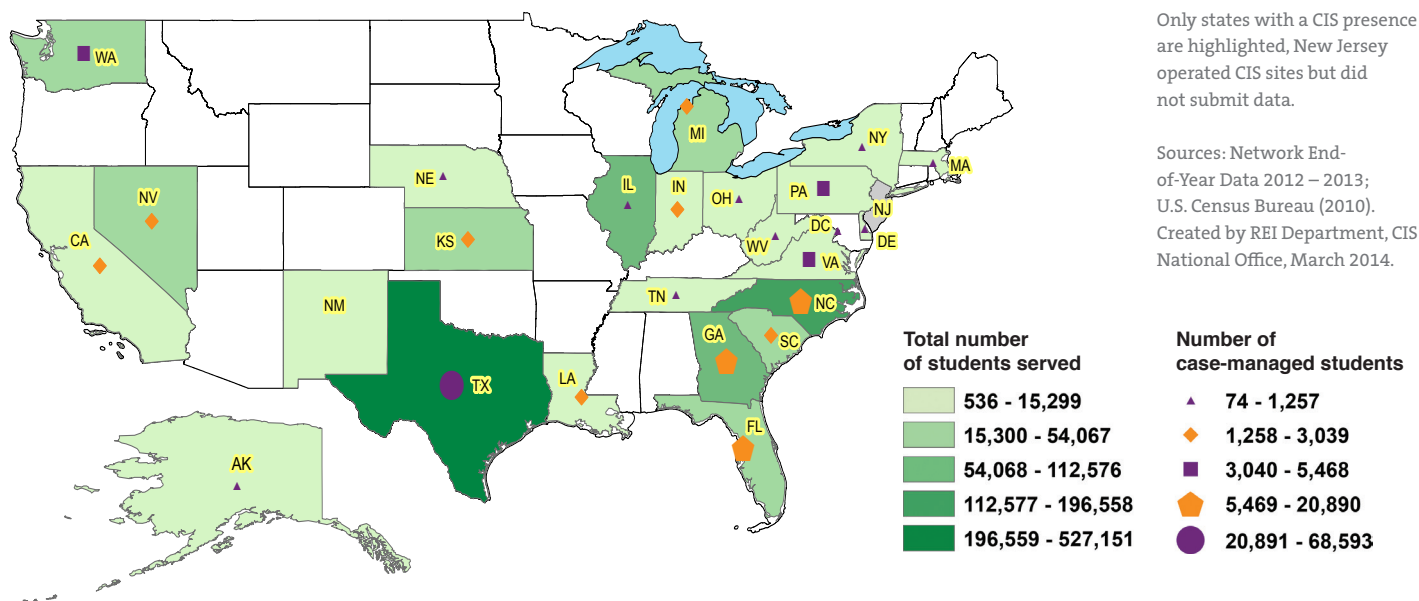 Only states with a CIS presence
are highlighted, New Jersey
operated CIS sites but did
not submit data.
Sources: Network End-
of-Year Data 2012 – 2013;
U.S. Census Bureau (2010).
Created by REI Department, CIS
National Office, March 2014.
WA
MI
NY
MA
NE
IL
IN
OH
PA
NJ
NV
KS
WV
DC
DE
CA
VA
TN
NC
NM
GA
SC
TX
LA
FL
AK
Total number
of students served
536 - 15,299
15,300 - 54,067
54,068 - 112,576
112,577 - 196,558
196,559 - 527,151
Number of
case-managed students
74 - 1,257
1,258 - 3,039
3,040 - 5,468
5,469 - 20,890
20,891 - 68,593